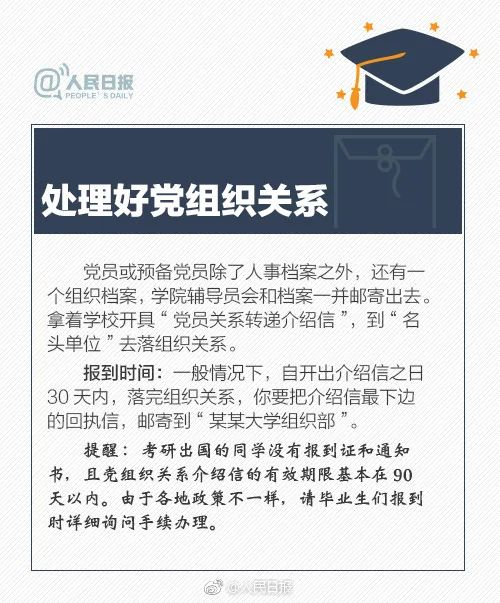 @人民日报
PEOPLE'S DAILY
处理好党组织关系
党员或预备党员除了人事档案之外，还有一
个组织档案，学院辅导员会和档案一并邮寄出去。
拿着学校开具“党员关系转递介绍信”，到“名
头单位”去落组织关系。
报到时间：一般情况下，自开出介绍信之日
30天内，落完组织关系，你要把介绍信最下边
的回执信，邮寄到“某某大学组织部”。
提醒：考研出国的同学没有报到证和通知
书，且党组织关系介绍信的有效期限基本在90
天以内。由于各地政策不一样，请毕业生们报到
时详细询问手续办理。
@人民日报